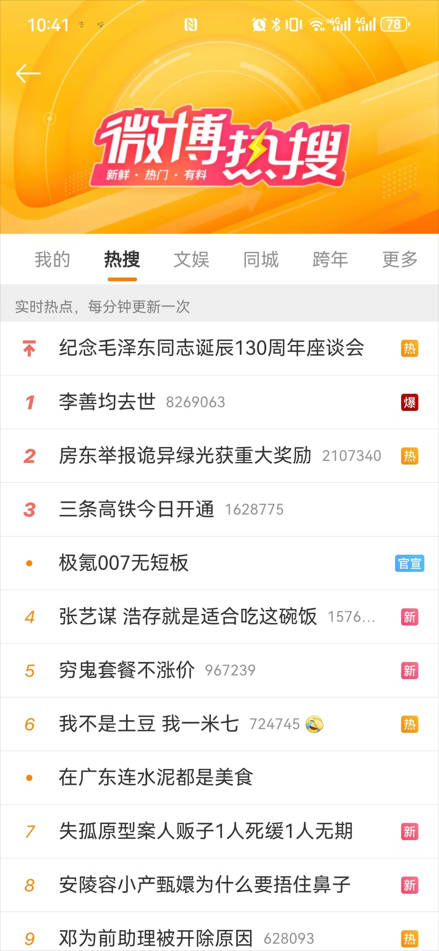 10:41
4G 4G 78
微博热搜
新鲜·热门·有料
我的 热搜 文娱 同城 跨年 更多
实时热点，每分钟更新一次
纪念毛泽东同志诞辰130周年座谈会 热
1 李善均去世 8269063 爆
2 房东举报诡异绿光获重大奖励 2107340 热
3 三条高铁今日开通 1628775
极氪007无短板 官宣
4 张艺谋 浩存就是适合吃这碗饭 1576... 新
5 穷鬼套餐不涨价 967239 新
6 我不是土豆 我一米七 724745 热
在广东连水泥都是美食
7 失孤原型案人贩子1人死缓1人无期 新
8 安陵容小产甄嬛为什么要捂住鼻子 新
9 邓为前助理被开除原因 628093 热